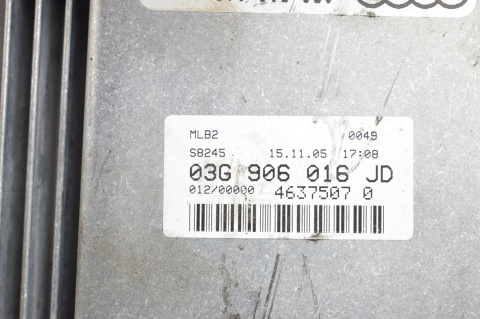 MLB2 0049
S8245 15.11.05 17:08
03G 906 016 JD
012/00000 4637507 0